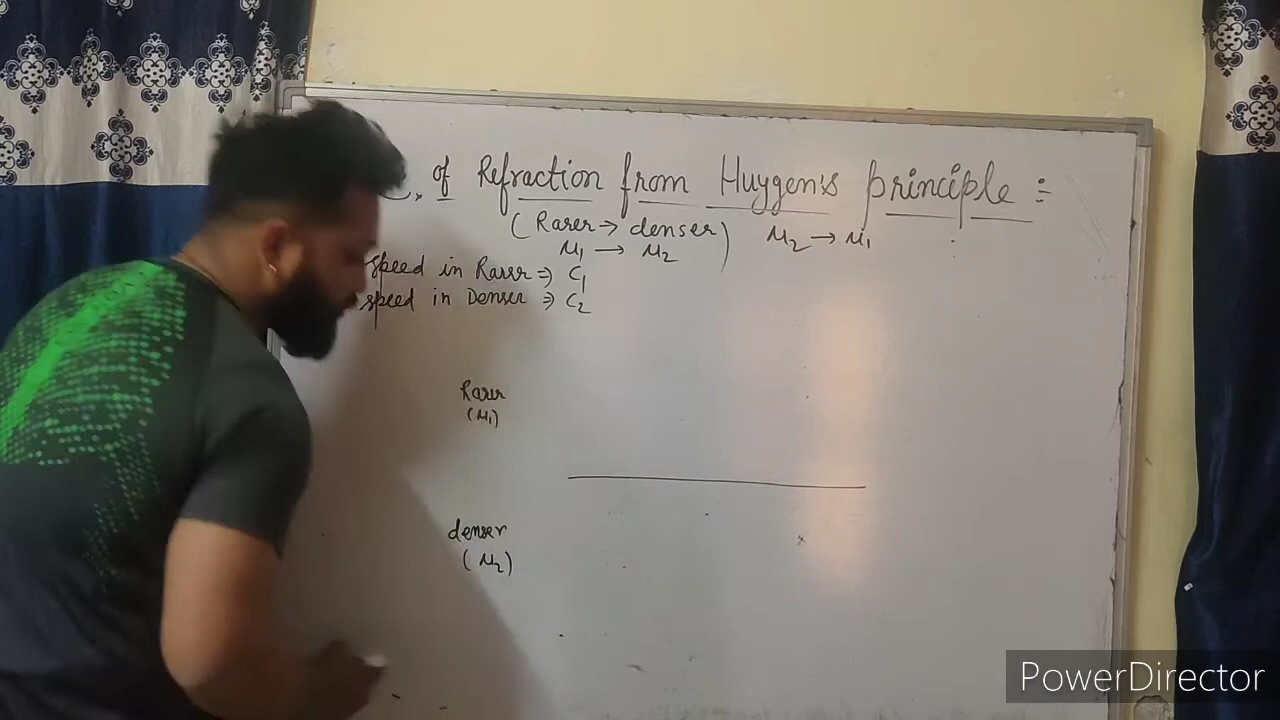 of Refraction from Huygen's principle :-
(Rarer → denser) μ₂ → μ₁
μ₁ → μ₂
speed in Rarer ⇒ C₁
speed in Denser ⇒ C₂
Rarer
(μ₁)
denser
(μ₂)
PowerDirector